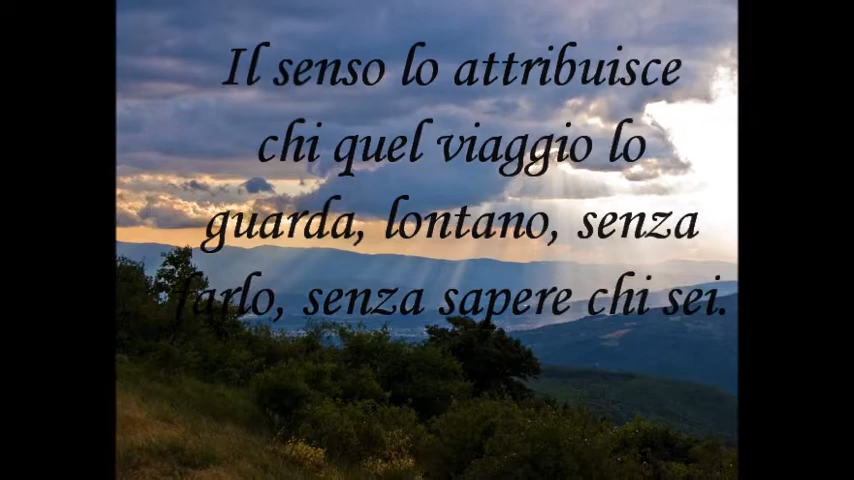 Il senso lo attribuisce
chi quel viaggio lo
guarda, lontano, senza
farlo, senza sapere chi sei.